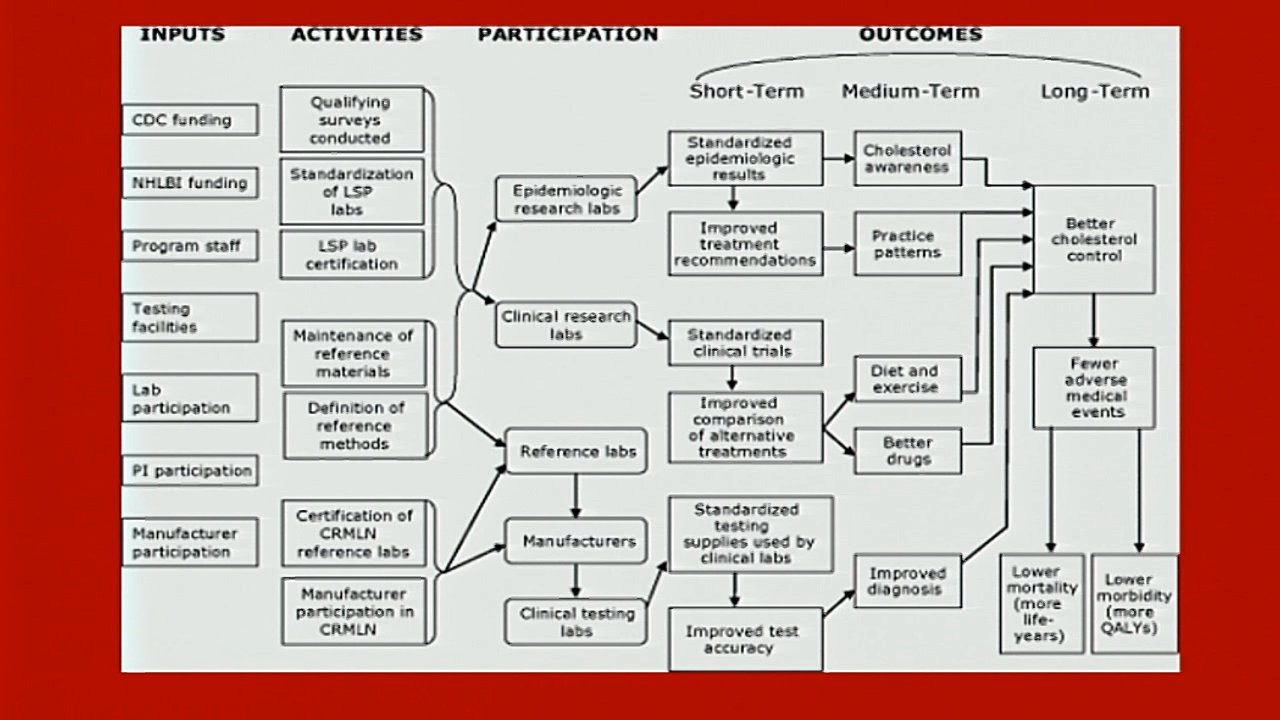 INPUTS
ACTIVITIES
PARTICIPATION
OUTCOMES
Short-Term
Medium-Term
Long-Term
CDC funding
NHLBI funding
Program staff
Testing
facilities
Lab
participation
PI participation
Manufacturer
participation
Qualifying
surveys
conducted
Standardization
of LSP
labs
LSP lab
certification
Maintenance of
reference
materials
Definition of
reference
methods
Certification of
CRMLN
reference labs
Manufacturer
participation in
CRMLN
Epidemiologic
research labs
Clinical research
labs
Reference labs
Manufacturers
Clinical testing
labs
Standardized
epidemiologic
results
Improved
treatment
recommendations
Standardized
clinical trials
Improved
comparison
of alternative
treatments
Standardized
testing
supplies used by
clinical labs
Improved test
accuracy
Cholesterol
awareness
Practice
patterns
Diet and
exercise
Better
drugs
Improved
diagnosis
Better
cholesterol
control
Fewer
adverse
medical
events
Lower
mortality
(more
life-
years)
Lower
morbidity
(more
QALYs)